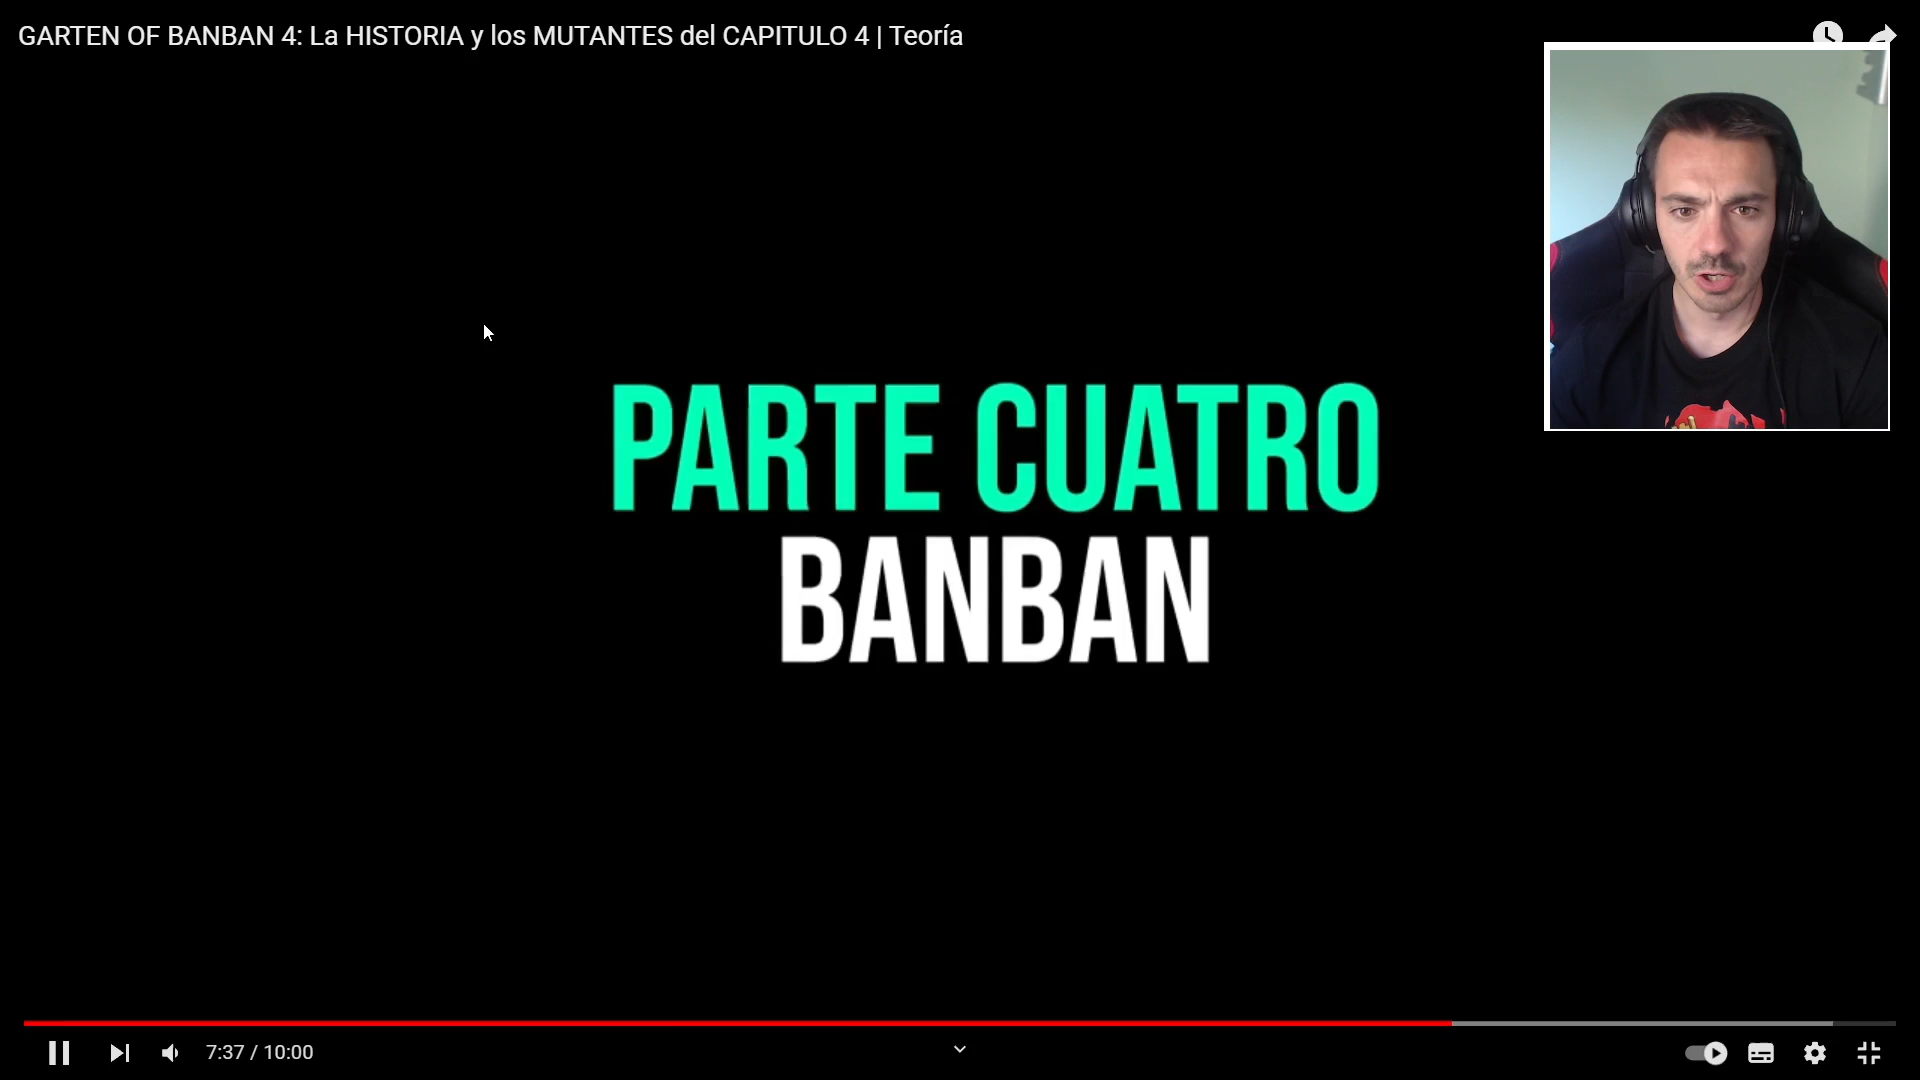 GARTEN OF BANBAN 4: La HISTORIA y los MUTANTES del CAPITULO 4 | Teoría
PARTE CUATRO
BANBAN
7:37 / 10:00